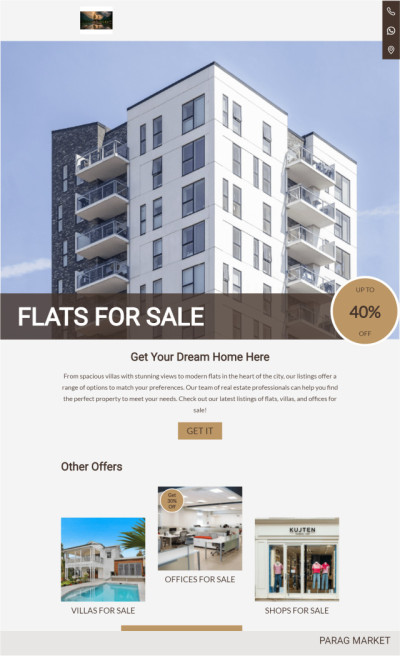 UP TO
40%
OFF
FLATS FOR SALE
Get Your Dream Home Here
From spacious villas with stunning views to modern flats in the heart of the city, our listings offer a
range of options to match your preferences. Our team of real estate professionals can help you find
the perfect property to meet your needs. Check out our latest listings of flats, villas, and offices for
sale!
GET IT
Other Offers
Get
30%
Off
KUJTEN
OFFICES FOR SALE
VILLAS FOR SALE
SHOPS FOR SALE
PARAG MARKET